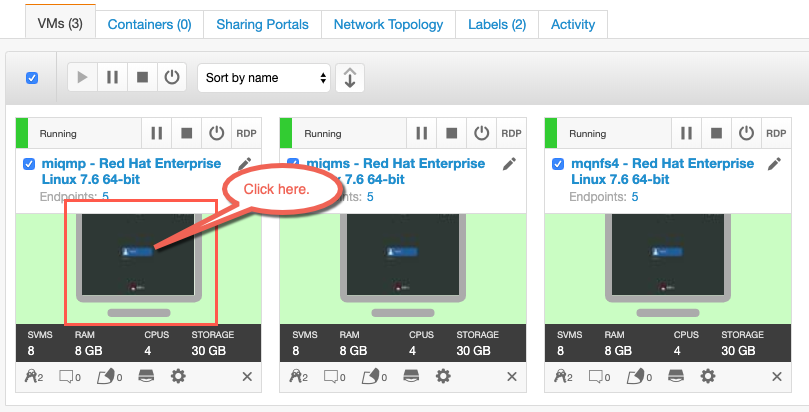 VMs (3) Containers (0) Sharing Portals Network Topology Labels (2) Activity
Sort by name
Running RDP Running RDP Running RDP
miqmp - Red Hat Enterprise
Linux 7.6 64-bit
Endpoints: 5
miqms - Red Hat Enterprise
Linux 7.6 64-bit
5
mqnfs4 - Red Hat Enterprise
Linux 7.6 64-bit
Endpoints: 5
Click here.
SVMS RAM CPUS STORAGE
8 8 GB 4 30 GB
2 0 0
SVMS RAM CPUS STORAGE
8 8 GB 4 30 GB
2 0 0
SVMS RAM CPUS STORAGE
8 8 GB 4 30 GB
2 0 0